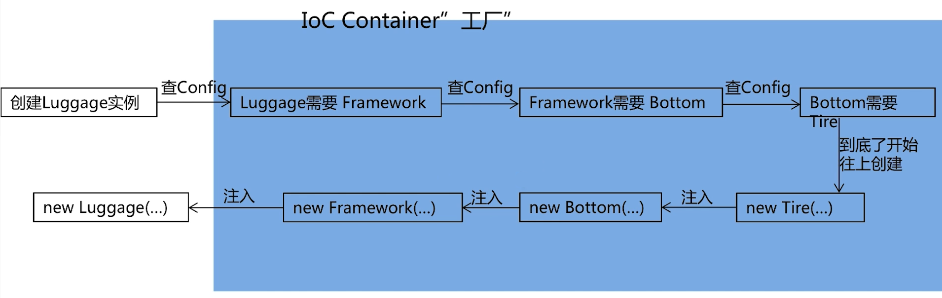 IoC Container”工厂”
查Config
查Config
查Config
创建Luggage实例
Luggage需要 Framework
Framework需要 Bottom
Bottom需要
Tire
到底了开始
往上创建
注入
注入
注入
new Luggage(...)
new Framework(...)
new Bottom(...)
new Tire(...)